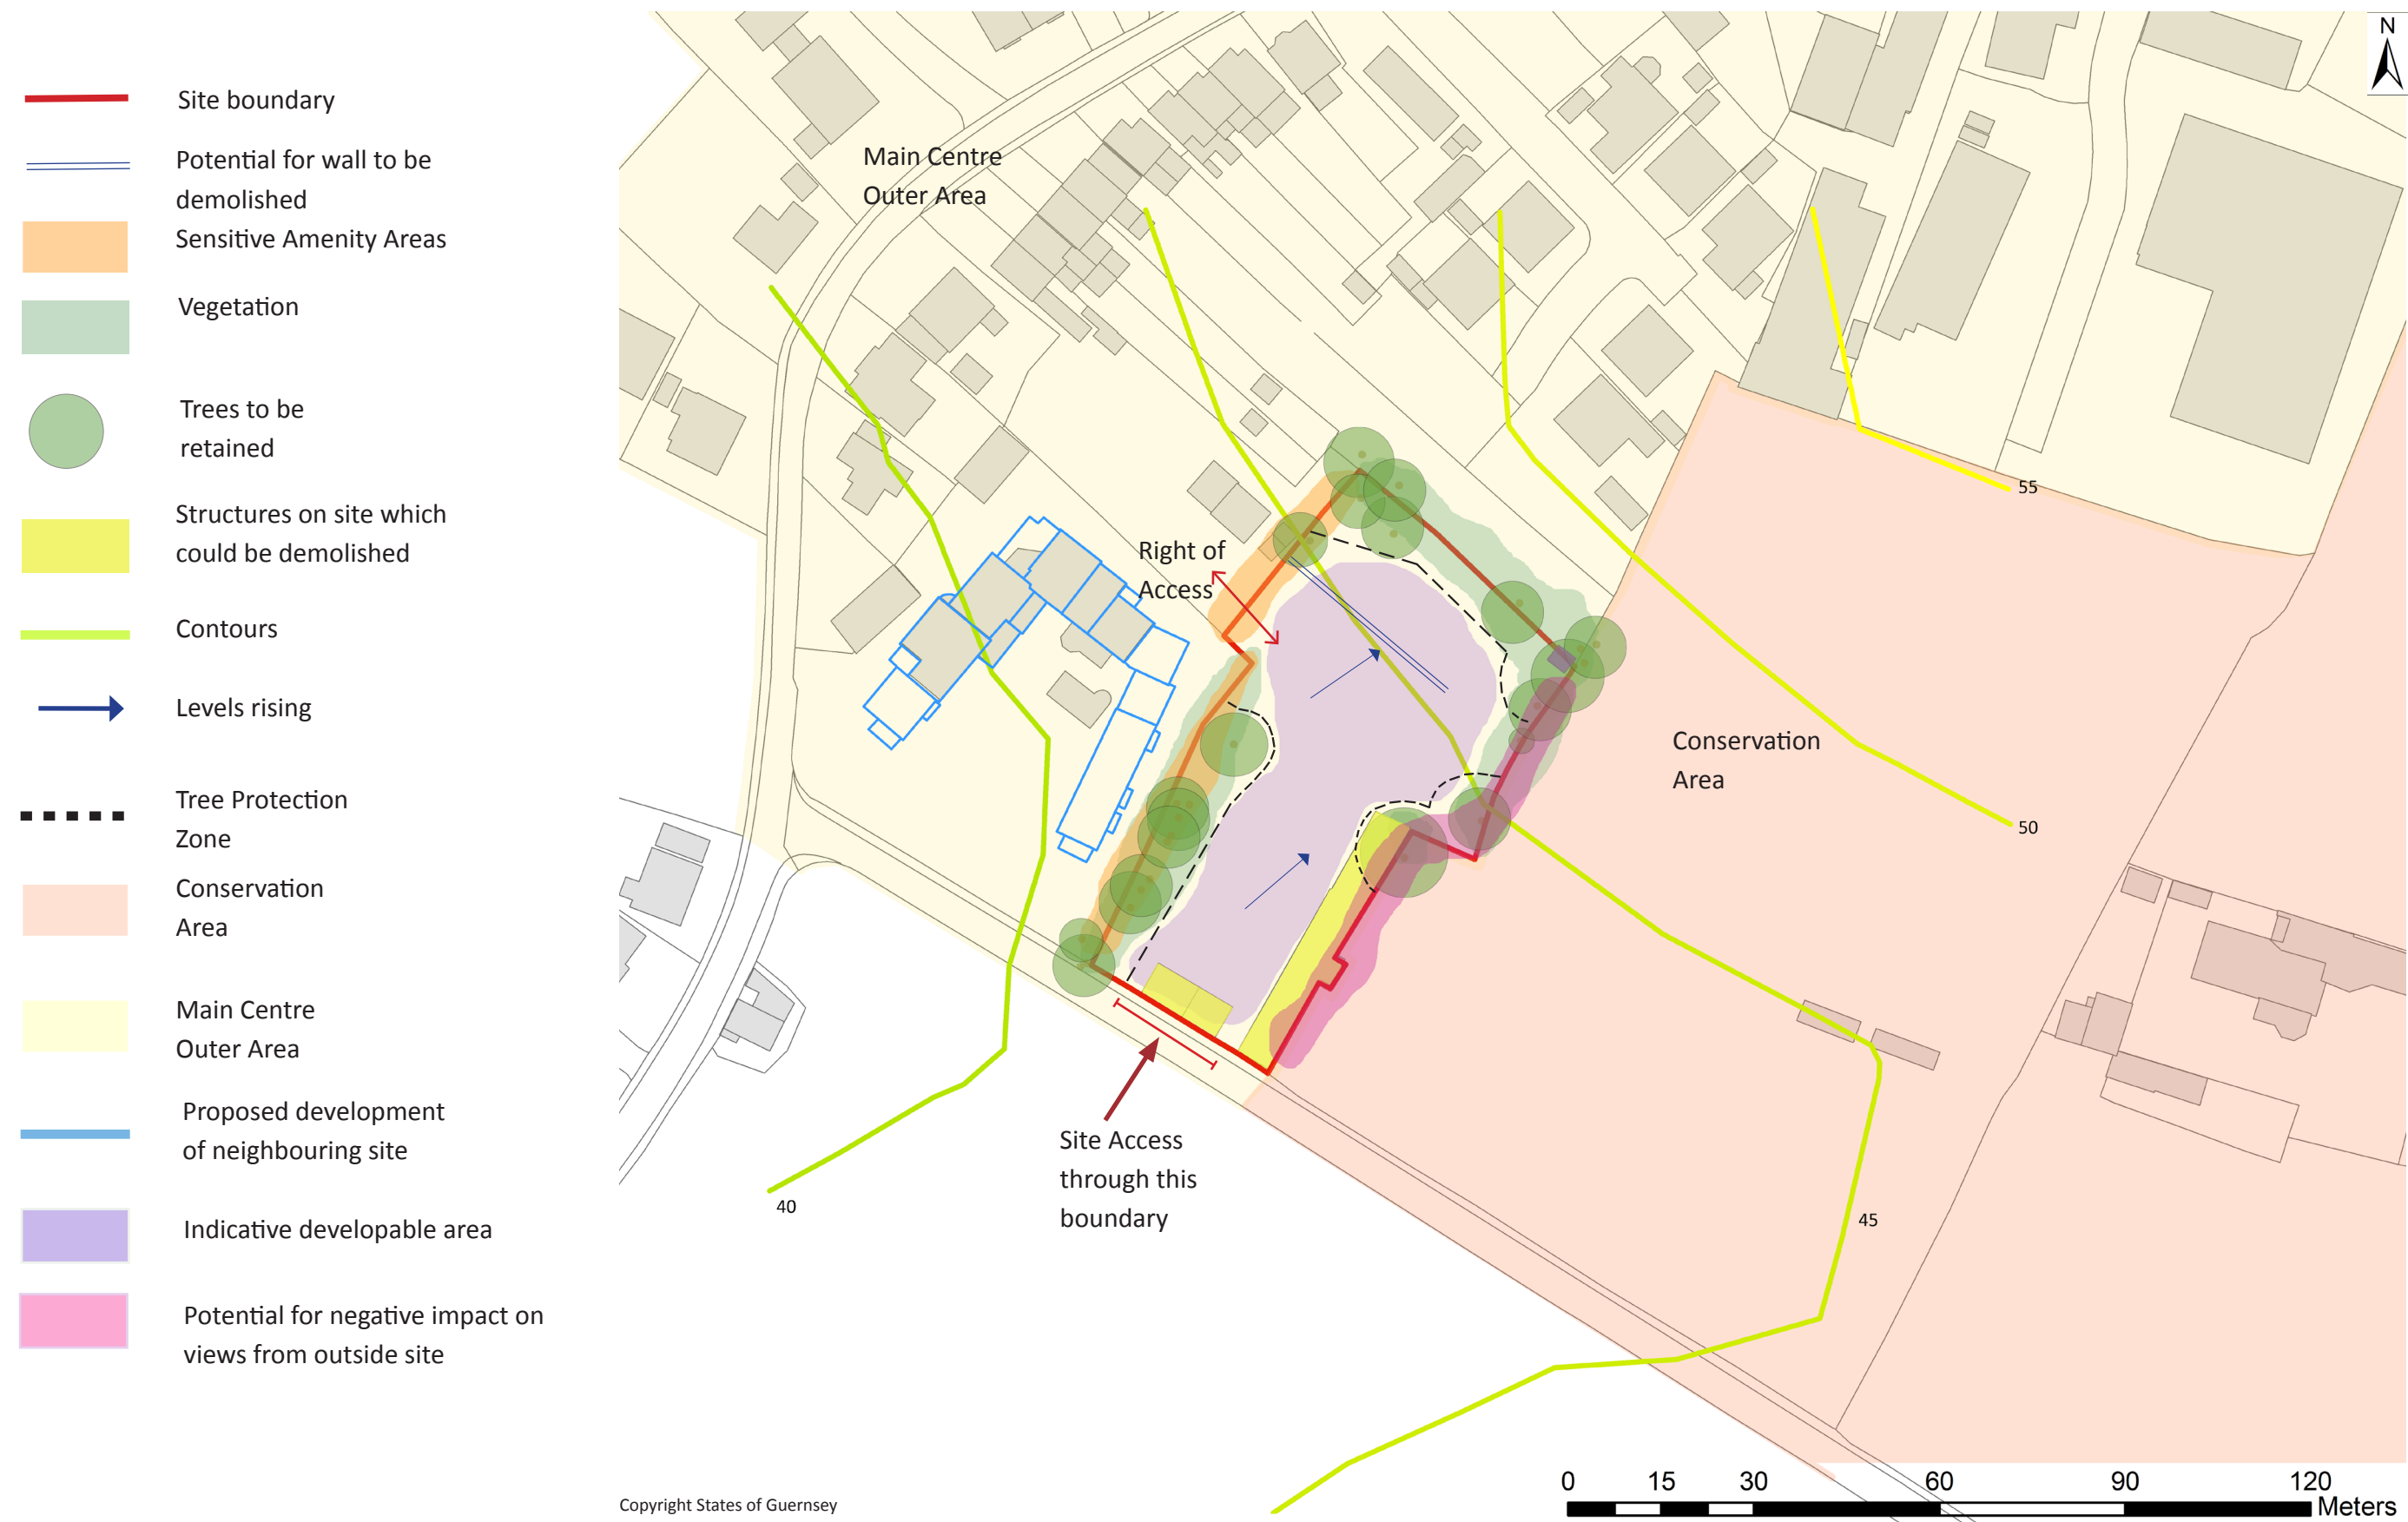 Site boundary
Potential for wall to be
demolished
Sensitive Amenity Areas
Vegetation
Trees to be
retained
Structures on site which
could be demolished
Contours
Levels rising
Tree Protection
Zone
Conservation
Area
Main Centre
Outer Area
Proposed development
of neighbouring site
Indicative developable area
Potential for negative impact on
views from outside site
N
Main Centre
Outer Area
Right of
Access
55
Conservation
Area
50
Site Access
through this
boundary
40
45
0 15 30 60 90 120
Meters
Copyright States of Guernsey